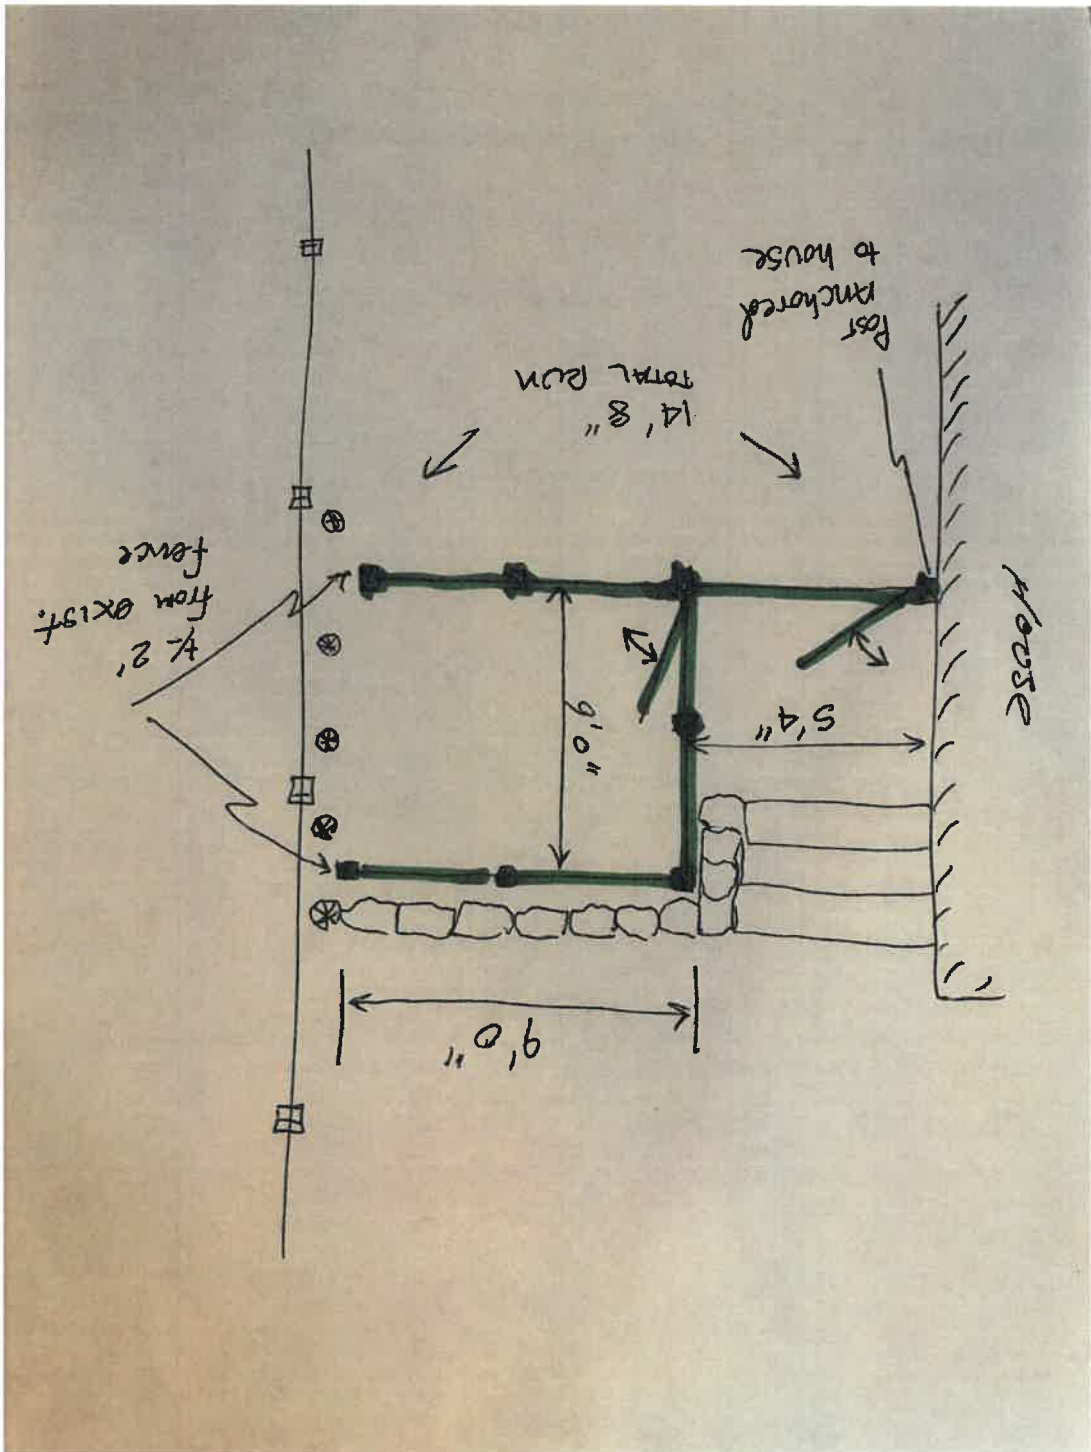 Post
Anchored
to house
14' 8"
TOTAL RUN
+/- 2'
from exist.
fence
House
5'4"
9'0"
9'0"